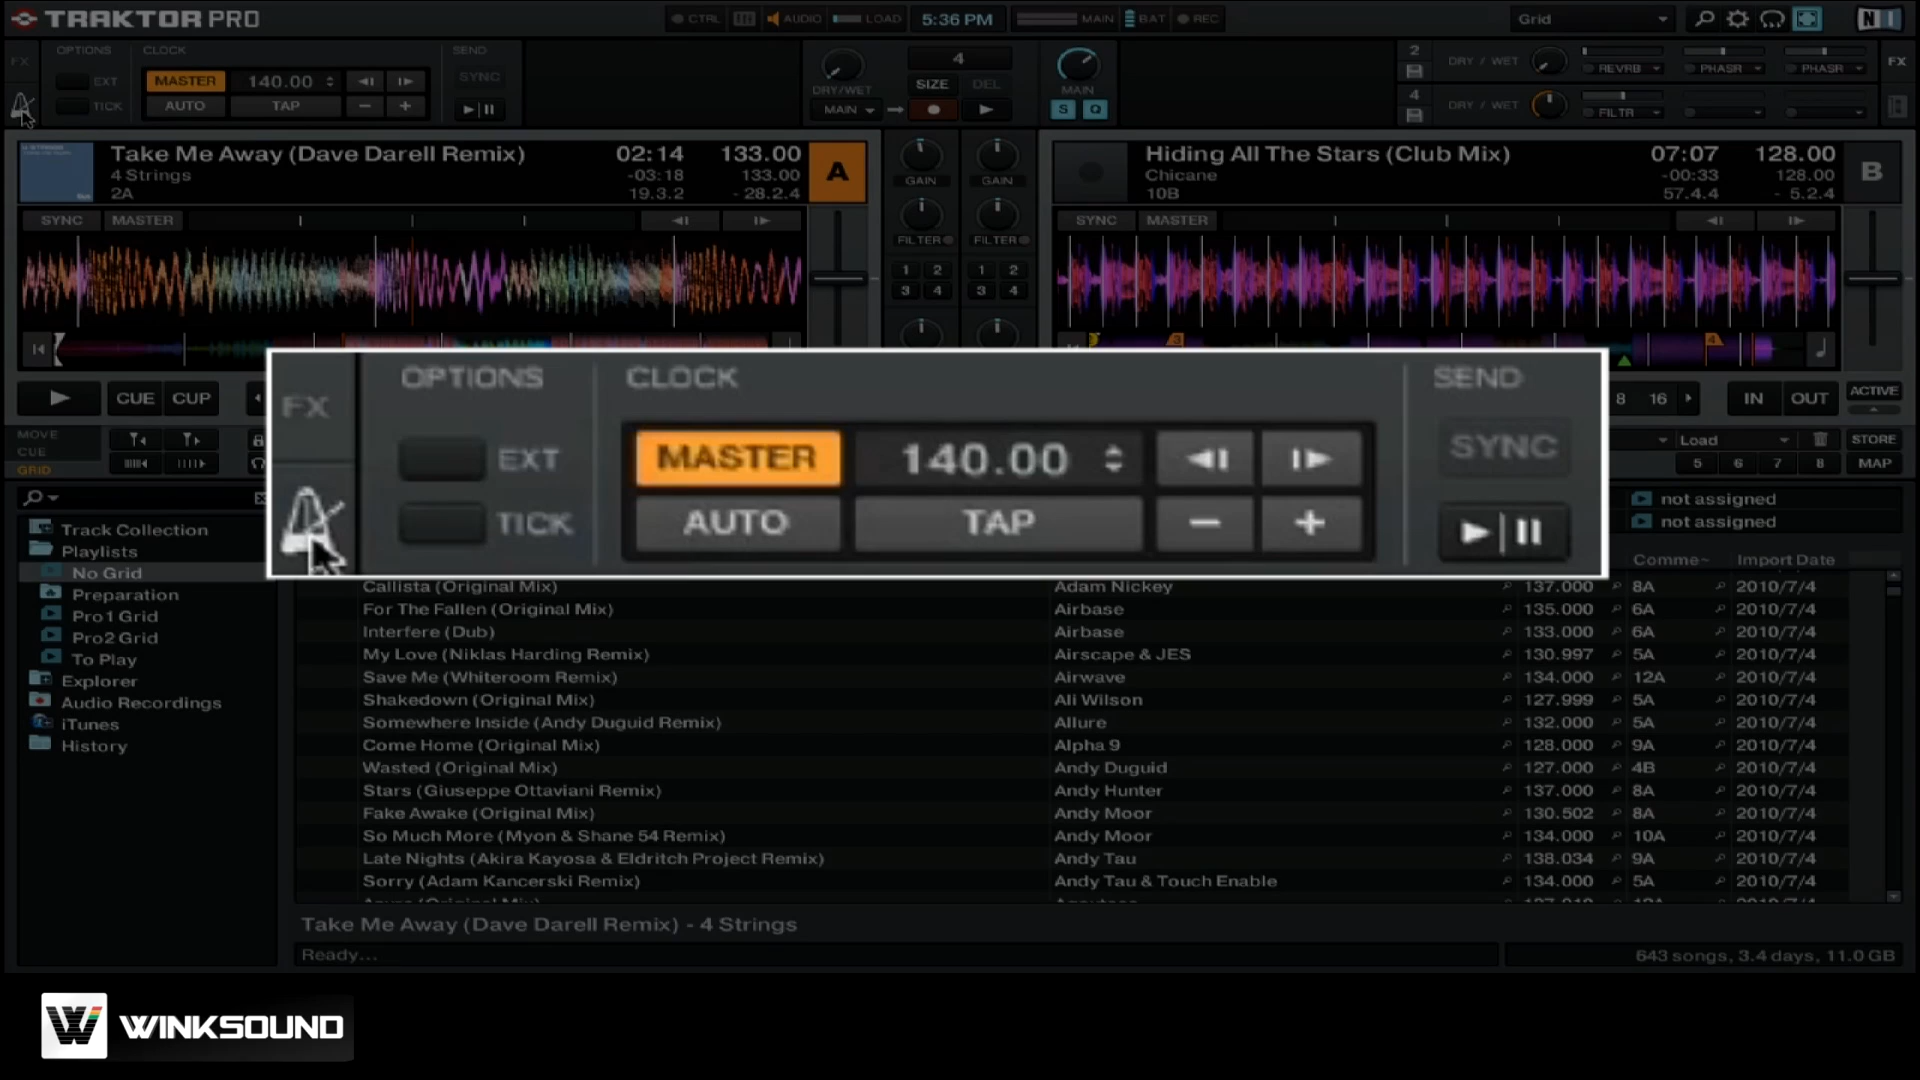 TRAKTOR PRO
CTRL AUDIO LOAD 5:36 PM MAIN BAT REC Grid
FX OPTIONS CLOCK SEND
EXT MASTER 140.00 SYNC
TICK AUTO TAP − +
DRY/WET MAIN
4
SIZE DEL
MAIN
S Q
2 DRY / WET REVRB PHASR PHASR FX
4 DRY / WET FILTR
Take Me Away (Dave Darell Remix) 02:14 133.00 A
4 Strings -03:18 133.00
2A 19.3.2 - 28.2.4
SYNC MASTER
GAIN GAIN
FILTER FILTER
1 2 1 2
3 4 3 4
Hiding All The Stars (Club Mix) 07:07 128.00 B
Chicane -00:33 128.00
10B 57.4.4 - 5.2.4
SYNC MASTER
3 4
CUE CUP
8 16 IN OUT ACTIVE
MOVE
CUE
GRID
Load STORE
5 6 7 8 MAP
FX OPTIONS CLOCK SEND
EXT MASTER 140.00 SYNC
TICK AUTO TAP − +
not assigned
not assigned
Track Collection
Playlists
No Grid
Preparation
Pro1 Grid
Pro2 Grid
To Play
Explorer
Audio Recordings
iTunes
History
Comme~ Import Date
Callista (Original Mix) Adam Nickey 137.000 8A 2010/7/4
For The Fallen (Original Mix) Airbase 135.000 6A 2010/7/4
Interfere (Dub) Airbase 133.000 6A 2010/7/4
My Love (Niklas Harding Remix) Airscape & JES 130.997 5A 2010/7/4
Save Me (Whiteroom Remix) Airwave 134.000 12A 2010/7/4
Shakedown (Original Mix) Ali Wilson 127.999 5A 2010/7/4
Somewhere Inside (Andy Duguid Remix) Allure 132.000 5A 2010/7/4
Come Home (Original Mix) Alpha 9 128.000 9A 2010/7/4
Wasted (Original Mix) Andy Duguid 127.000 4B 2010/7/4
Stars (Giuseppe Ottaviani Remix) Andy Hunter 137.000 8A 2010/7/4
Fake Awake (Original Mix) Andy Moor 130.502 8A 2010/7/4
So Much More (Myon & Shane 54 Remix) Andy Moor 134.000 10A 2010/7/4
Late Nights (Akira Kayosa & Eldritch Project Remix) Andy Tau 138.034 9A 2010/7/4
Sorry (Adam Kancerski Remix) Andy Tau & Touch Enable 134.000 5A 2010/7/4
Take Me Away (Dave Darell Remix) - 4 Strings
Ready... 643 songs, 3.4 days, 11.0 GB
W WINKSOUND